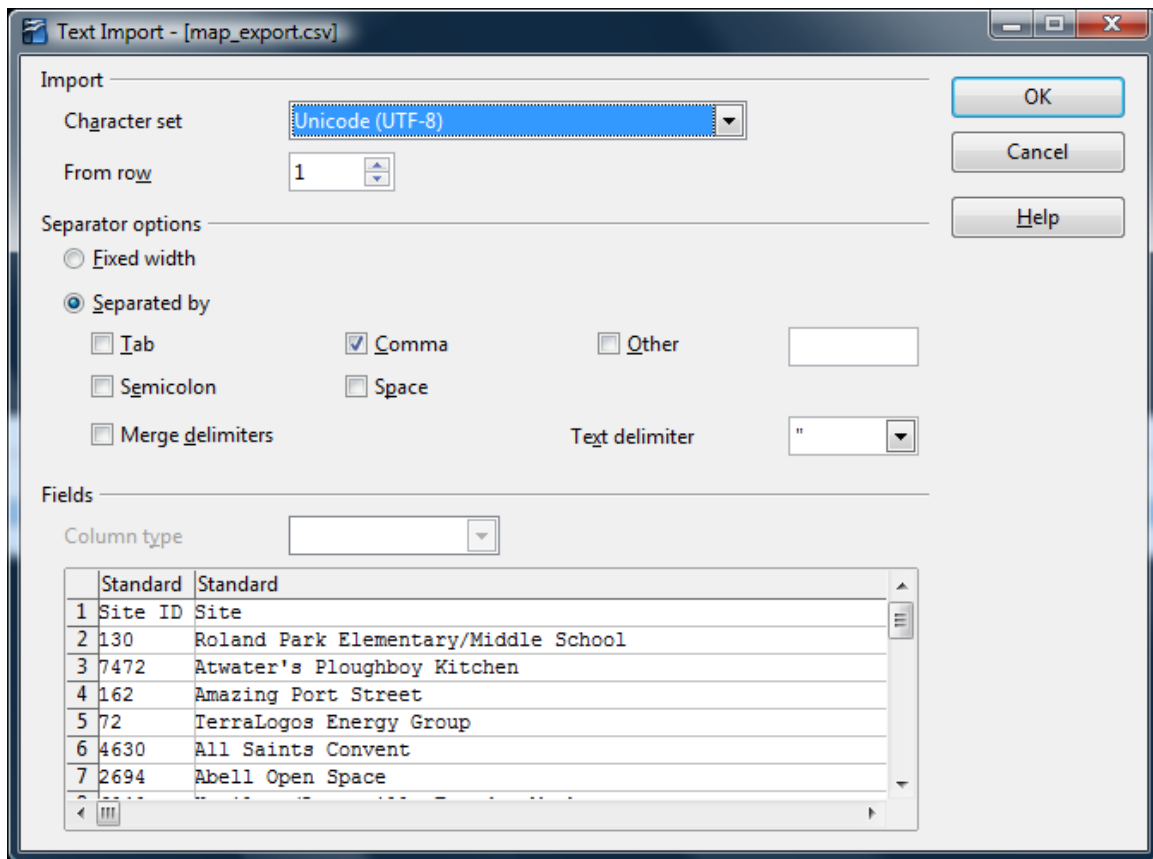 Text Import - [map_export.csv]
Import
OK
Character set Unicode (UTF-8)
Cancel
From row 1
Help
Separator options
Fixed width
Separated by
Tab Comma Other
Semicolon Space
Merge delimiters Text delimiter "
Fields
Column type
Standard Standard
1 Site ID Site
2 130 Roland Park Elementary/Middle School
3 7472 Atwater's Ploughboy Kitchen
4 162 Amazing Port Street
5 72 TerraLogos Energy Group
6 4630 All Saints Convent
7 2694 Abell Open Space